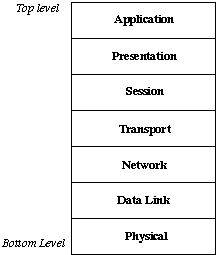 Top level
Application
Presentation
Session
Transport
Network
Data Link
Bottom Level
Physical